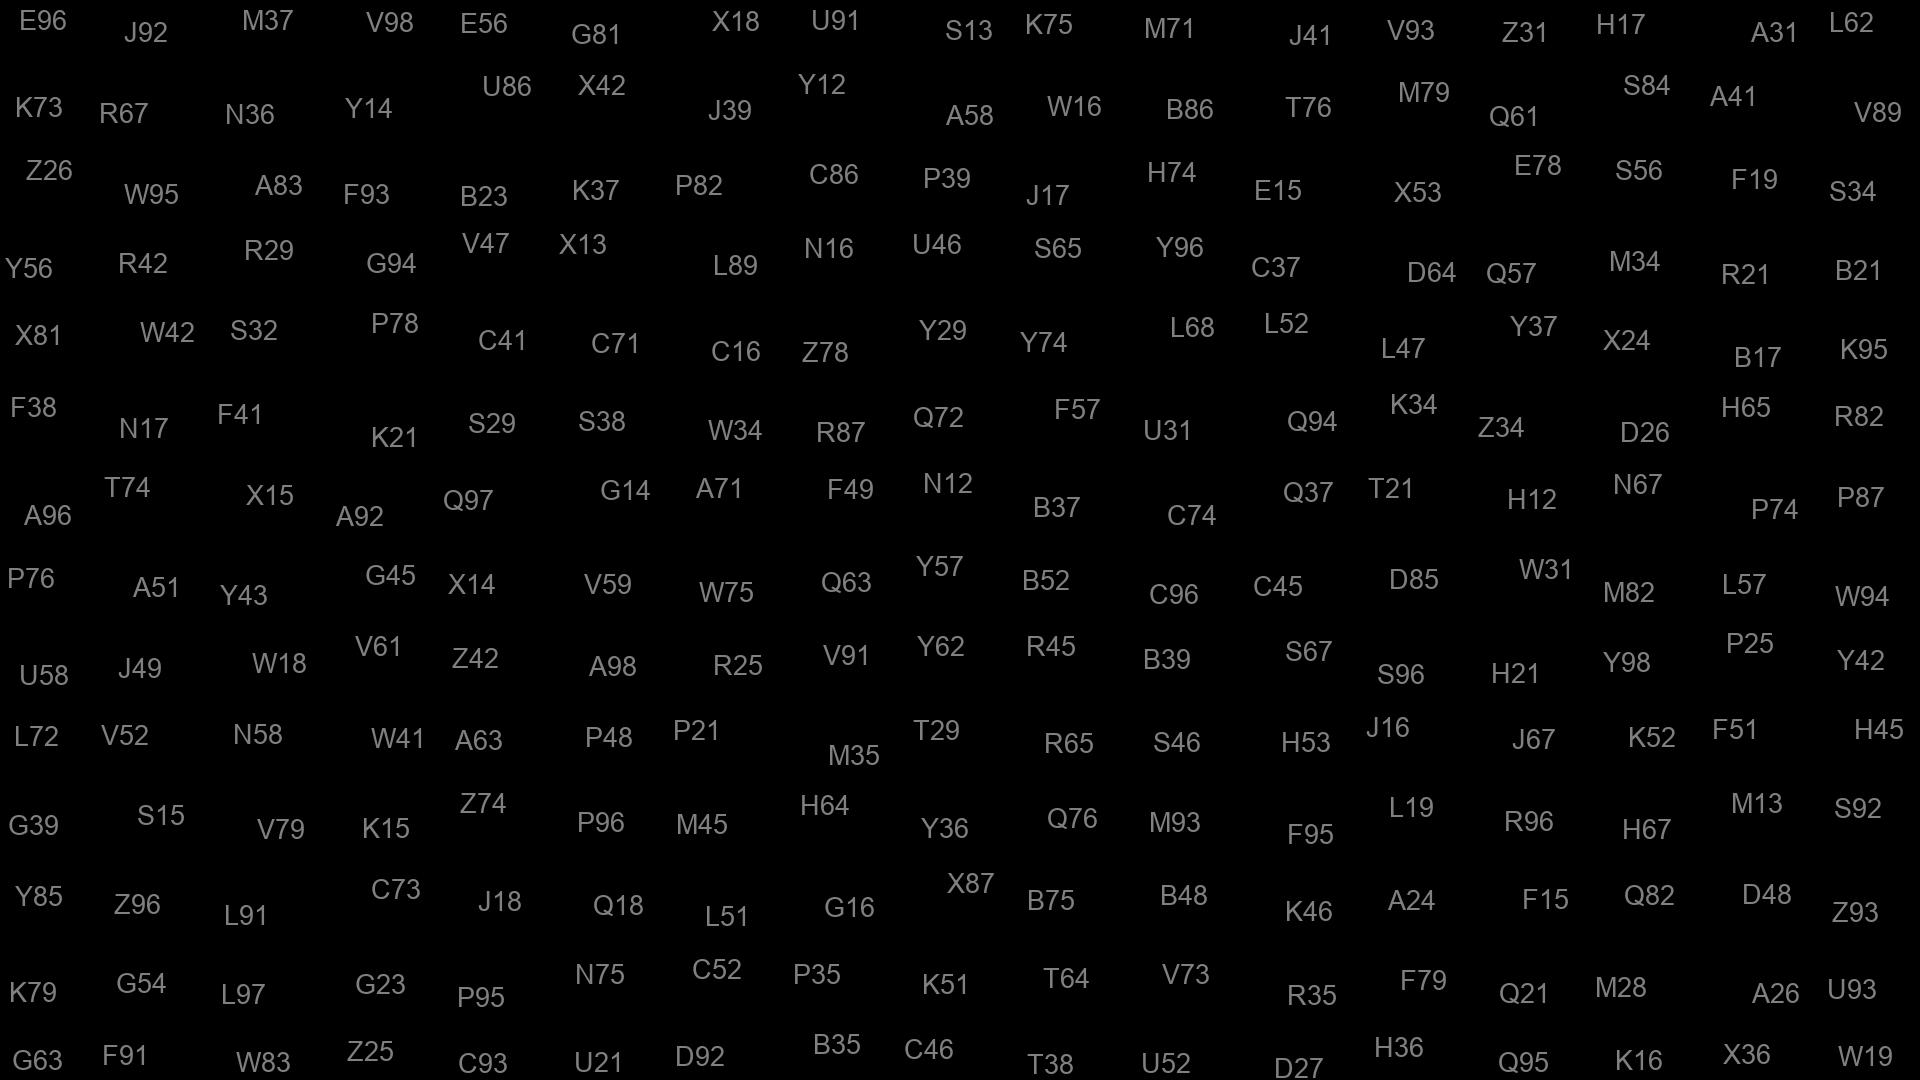 E96 J92 M37 V98 E56 G81 X18 U91 S13 K75 M71 J41 V93 Z31 H17 A31 L62
K73 R67 N36 Y14 U86 X42 J39 Y12 A58 W16 B86 T76 M79 Q61 S84 A41 V89
Z26 W95 A83 F93 B23 K37 P82 C86 P39 J17 H74 E15 X53 E78 S56 F19 S34
Y56 R42 R29 G94 V47 X13 L89 N16 U46 S65 Y96 C37 D64 Q57 M34 R21 B21
X81 W42 S32 P78 C41 C71 C16 Z78 Y29 Y74 L68 L52 L47 Y37 X24 B17 K95
F38 N17 F41 K21 S29 S38 W34 R87 Q72 F57 U31 Q94 K34 Z34 D26 H65 R82
A96 T74 X15 A92 Q97 G14 A71 F49 N12 B37 C74 Q37 T21 H12 N67 P74 P87
P76 A51 Y43 G45 X14 V59 W75 Q63 Y57 B52 C96 C45 D85 W31 M82 L57 W94
U58 J49 W18 V61 Z42 A98 R25 V91 Y62 R45 B39 S67 S96 H21 Y98 P25 Y42
L72 V52 N58 W41 A63 P48 P21 M35 T29 R65 S46 H53 J16 J67 K52 F51 H45
G39 S15 V79 K15 Z74 P96 M45 H64 Y36 Q76 M93 F95 L19 R96 H67 M13 S92
Y85 Z96 L91 C73 J18 Q18 L51 G16 X87 B75 B48 K46 A24 F15 Q82 D48 Z93
K79 G54 L97 G23 P95 N75 C52 P35 K51 T64 V73 R35 F79 Q21 M28 A26 U93
G63 F91 W83 Z25 C93 U21 D92 B35 C46 T38 U52 D27 H36 Q95 K16 X36 W19